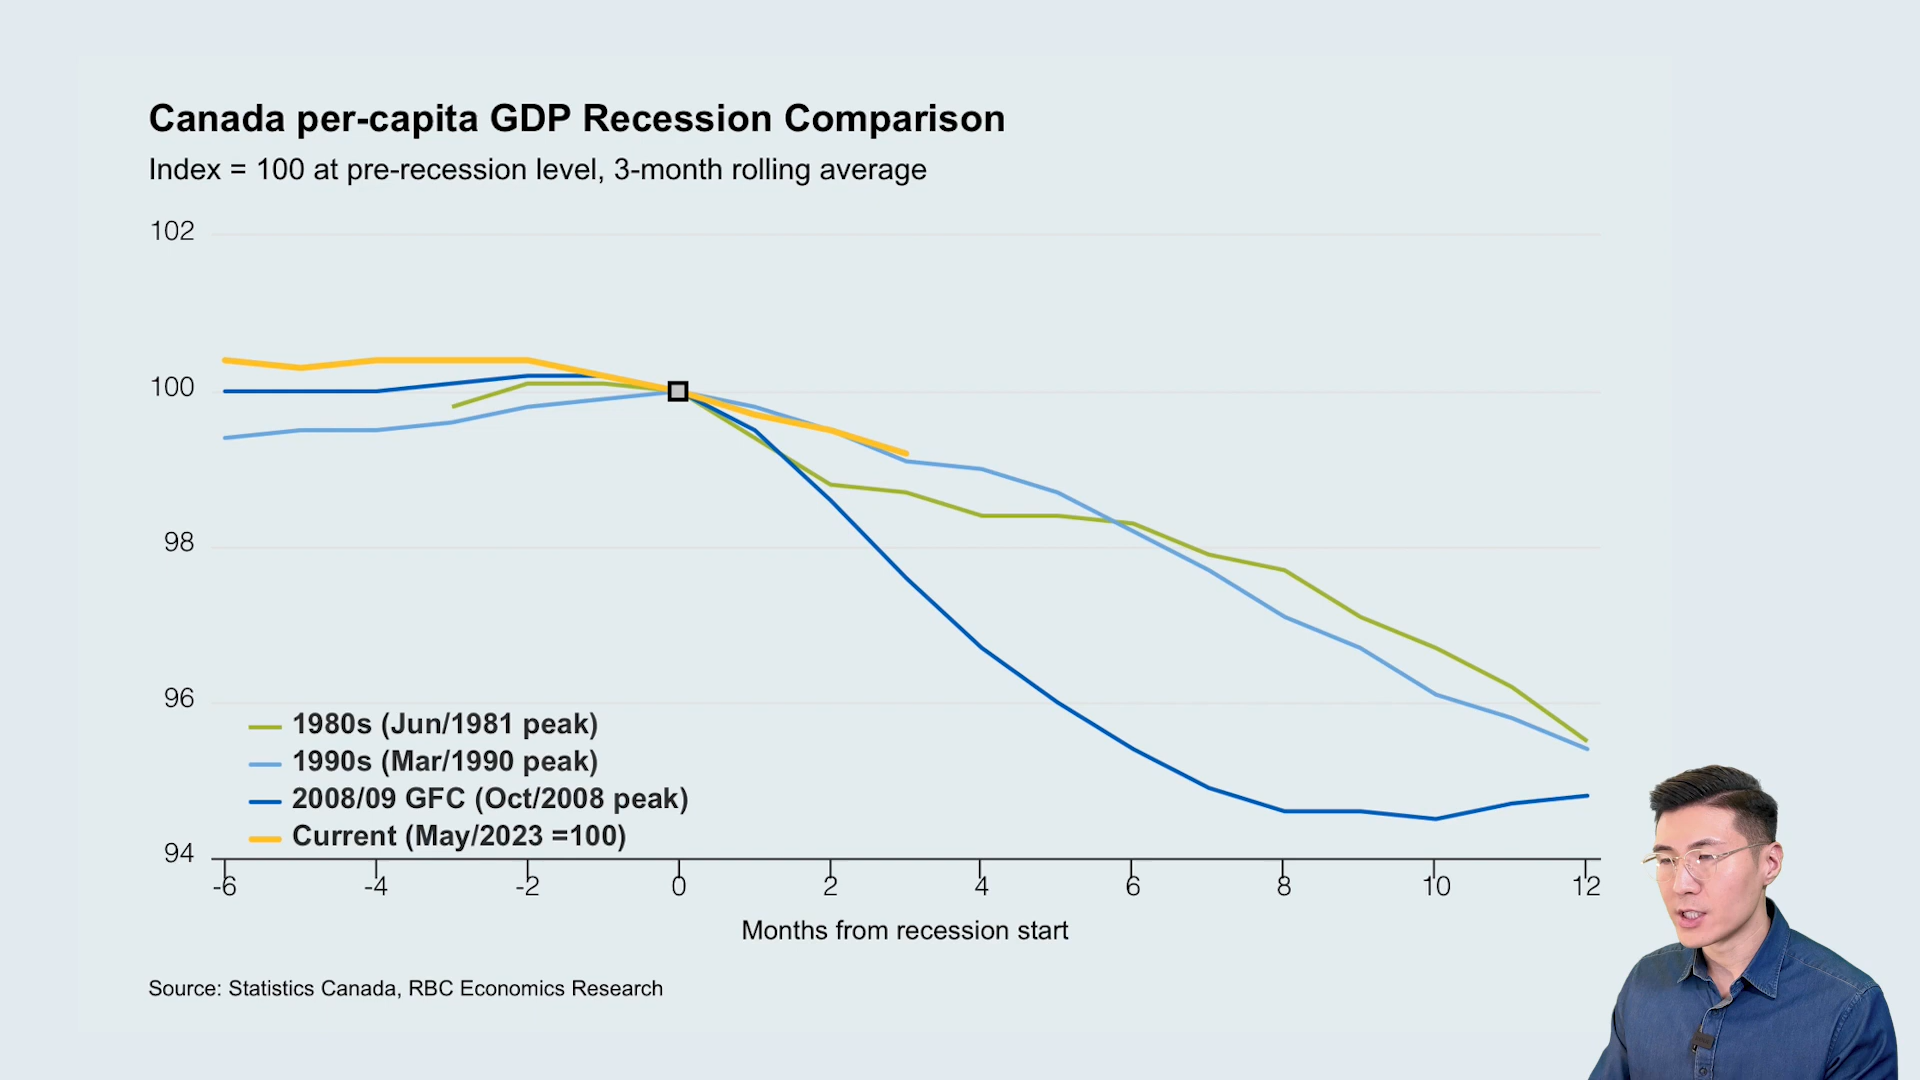 Canada per-capita GDP Recession Comparison
Index = 100 at pre-recession level, 3-month rolling average
102
100
98
96
94
1980s (Jun/1981 peak)
1990s (Mar/1990 peak)
2008/09 GFC (Oct/2008 peak)
Current (May/2023 =100)
-6 -4 -2 0 2 4 6 8 10 12
Months from recession start
Source: Statistics Canada, RBC Economics Research